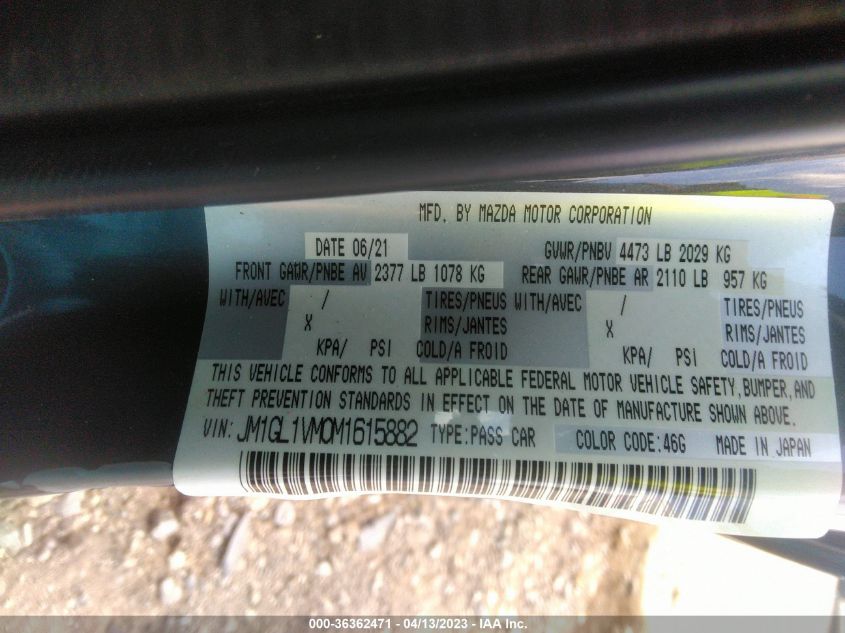 MFD. BY MAZDA MOTOR CORPORATION
DATE 06/21 GVWR/PNBV 4473 LB 2029 KG
FRONT GAWR/PNBE AV 2377 LB 1078 KG REAR GAWR/PNBE AR 2110 LB 957 KG
WITH/AVEC / TIRES/PNEUS WITH/AVEC / TIRES/PNEUS
X RIMS/JANTES X RIMS/JANTES
KPA/ PSI COLD/A FROID KPA/ PSI COLD/A FROID
THIS VEHICLE CONFORMS TO ALL APPLICABLE FEDERAL MOTOR VEHICLE SAFETY, BUMPER, AND
THEFT PREVENTION STANDARDS IN EFFECT ON THE DATE OF MANUFACTURE SHOWN ABOVE.
VIN: JM1GL1VM0M1615882 TYPE: PASS CAR COLOR CODE: 46G MADE IN JAPAN
000-36362471 - 04/13/2023 - IAA Inc.